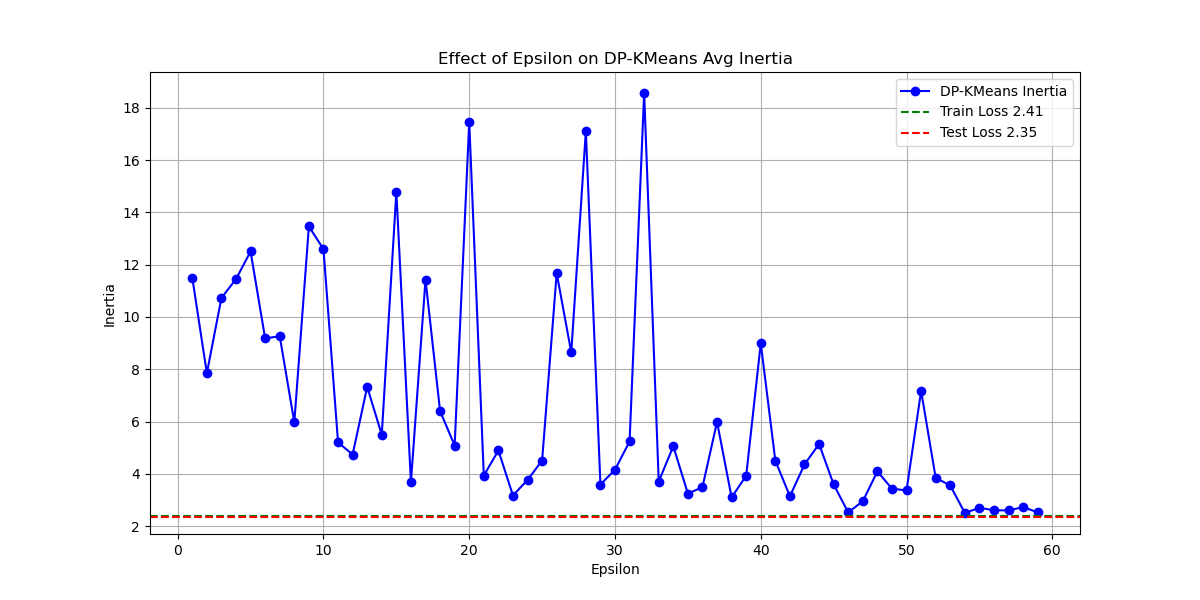 Effect of Epsilon on DP-KMeans Avg Inertia
DP-KMeans Inertia
Train Loss 2.41
Test Loss 2.35
18
16
14
12
10
8
6
4
2
Inertia
0 10 20 30 40 50 60
Epsilon